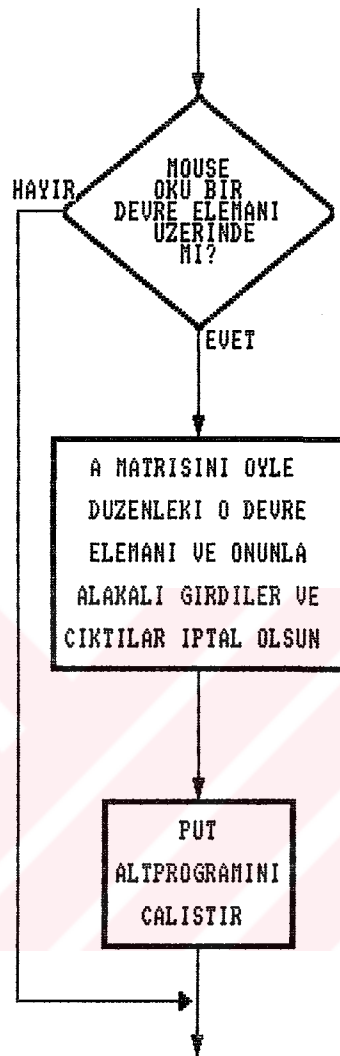 MOUSE
OKU BIR
DEVRE ELEMANI
UZERINDE
MI?
HAYIR
EVET
A MATRISINI OYLE
DUZENLEKI O DEVRE
ELEMANI VE ONUNLA
ALAKALI GIRDILER VE
CIKTILAR IPTAL OLSUN
PUT
ALTPROGRAMINI
CALISTIR